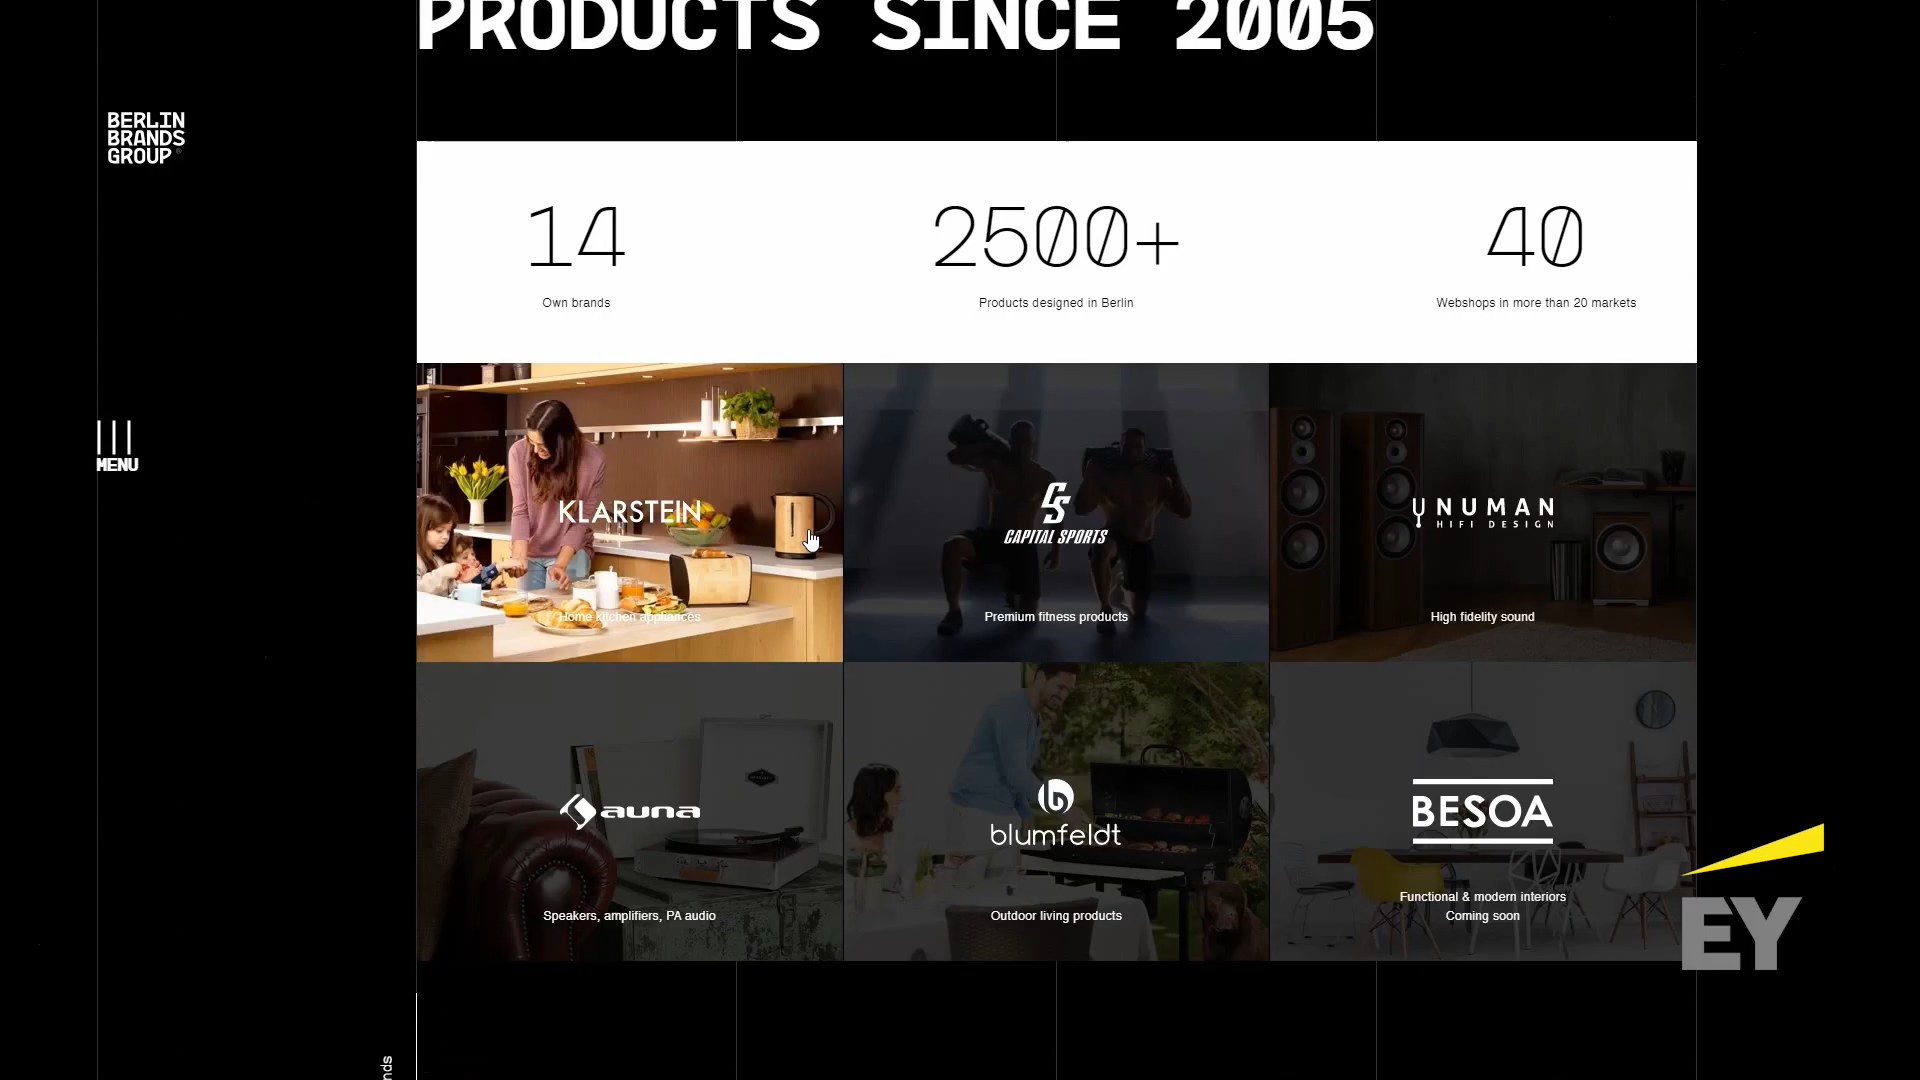 PRODUCTS SINCE 2005
BERLIN
BRANDS
GROUP
14
2500+
40
Own brands
Products designed in Berlin
Webshops in more than 20 markets
MENU
KLARSTEIN
Home kitchen appliances
CS
CAPITAL SPORTS
Premium fitness products
NUMAN
HIFI DESIGN
High fidelity sound
auna
Speakers, amplifiers, PA audio
blumfeldt
Outdoor living products
BESOA
Functional & modern interiors
Coming soon
EY